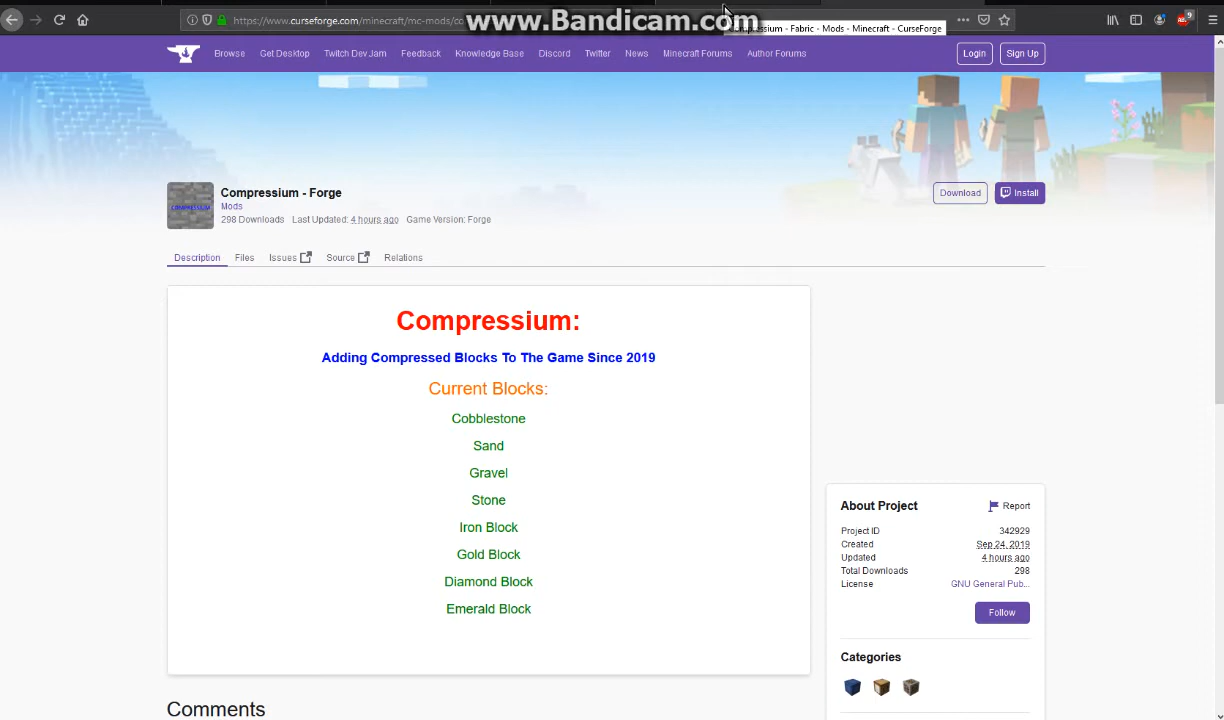 https://www.curseforge.com/minecraft/mc-mods/co
www.Bandicam.com
ssium - Fabric - Mods - Minecraft - CurseForge
9
Browse Get Desktop Twitch Dev Jam Feedback Knowledge Base Discord Twitter News Minecraft Forums Author Forums Login Sign Up
COMPRESSIUM
Compressium - Forge
Mods
298 Downloads Last Updated: 4 hours ago Game Version: Forge
Download Install
Description Files Issues Source Relations
Compressium:
Adding Compressed Blocks To The Game Since 2019
Current Blocks:
Cobblestone
Sand
Gravel
Stone
Iron Block
Gold Block
Diamond Block
Emerald Block
About Project Report
Project ID 342929
Created Sep 24, 2019
Updated 4 hours ago
Total Downloads 298
License GNU General Pub...
Follow
Categories
Comments